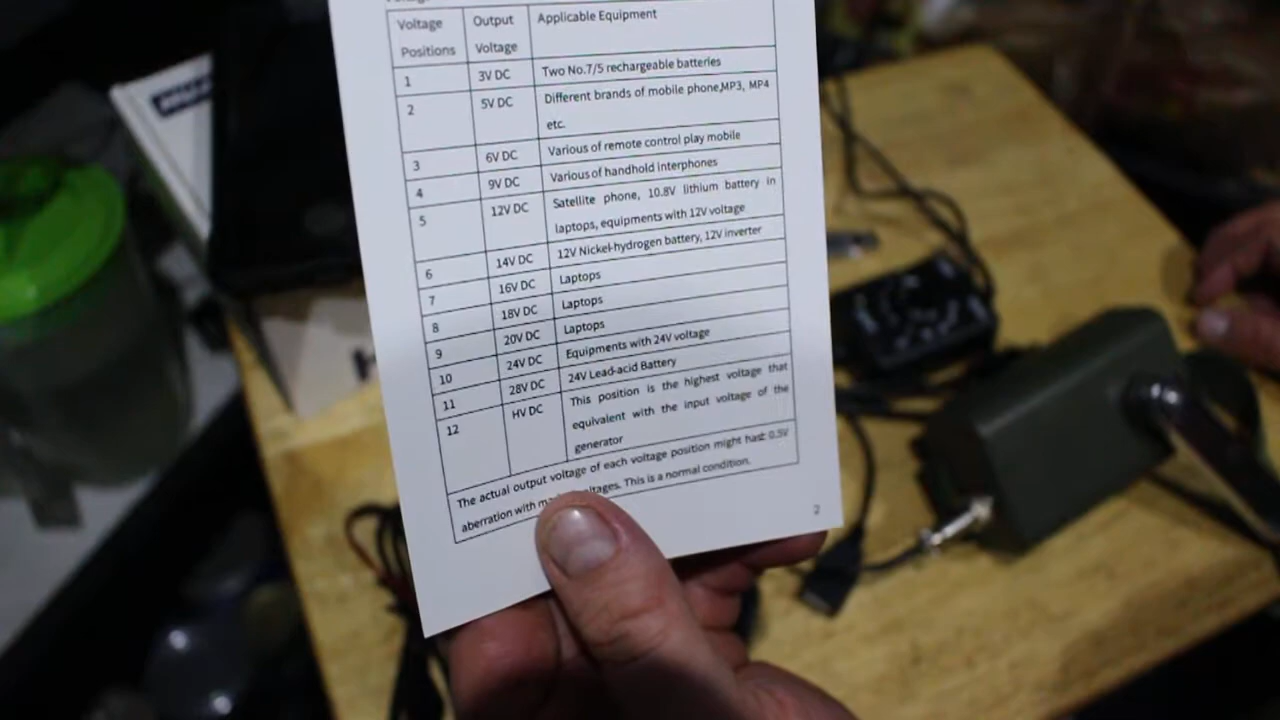 Voltage Positions Output Voltage Applicable Equipment
1 3V DC Two No.7/5 rechargeable batteries
2 5V DC Different brands of mobile phone,MP3, MP4
etc.
3 6V DC Various of remote control play mobile
4 9V DC Various of handhold interphones
5 12V DC Satellite phone, 10.8V lithium battery in
laptops, equipments with 12V voltage
6 14V DC 12V Nickel-hydrogen battery, 12V inverter
7 16V DC Laptops
8 18V DC Laptops
9 20V DC Laptops
10 24V DC Equipments with 24V voltage
11 28V DC 24V Lead-acid Battery
12 HV DC This position is the highest voltage that
equivalent with the input voltage of the
generator
The actual output voltage of each voltage position might has± 0.5V
aberration with This is a normal condition.
2